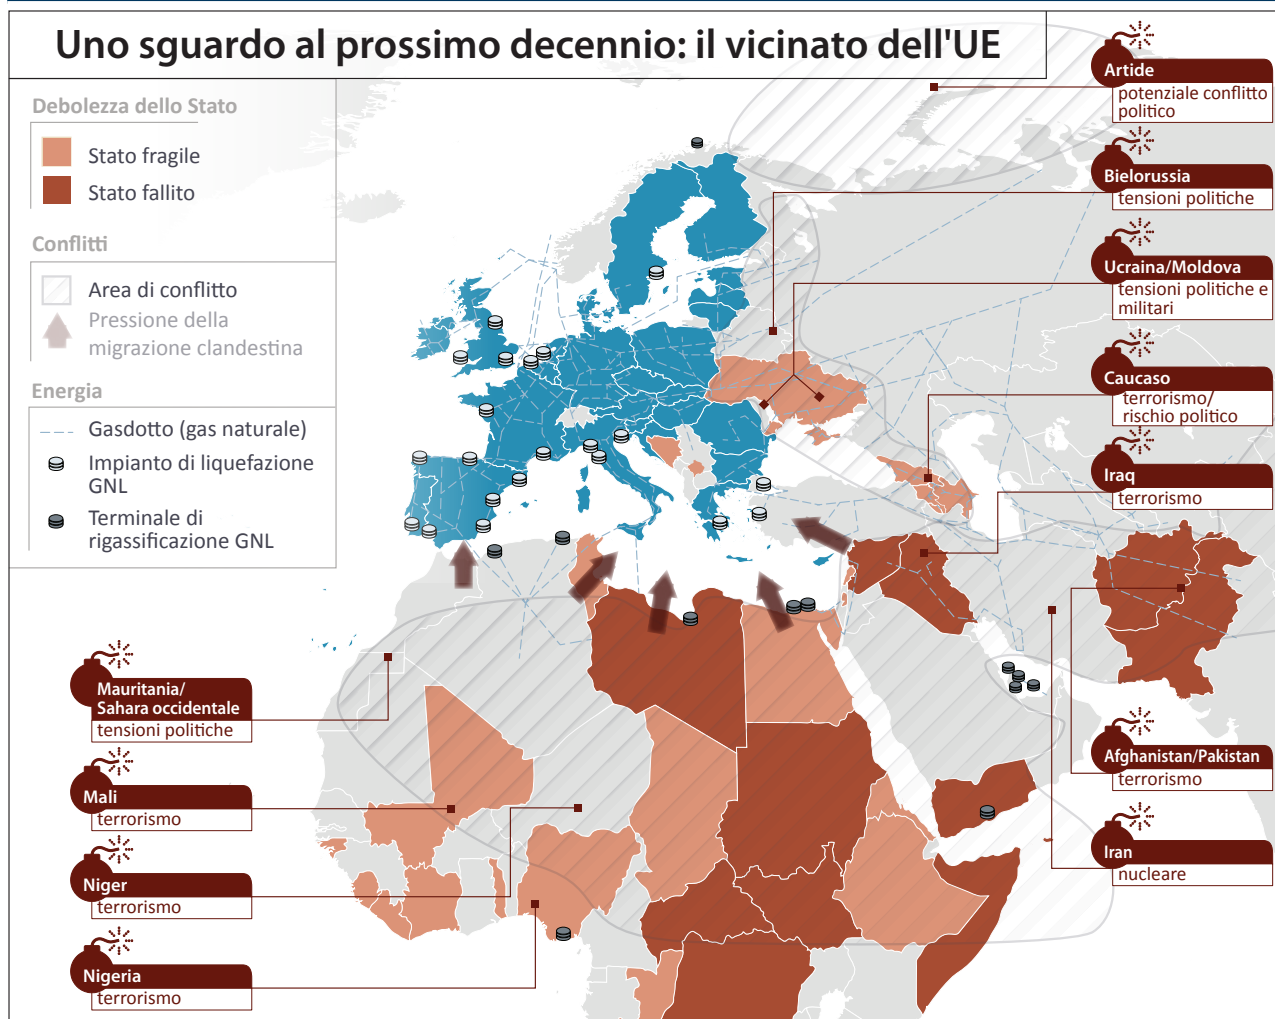 Uno sguardo al prossimo decennio: il vicinato dell'UE
Debolezza dello Stato
Stato fragile
Stato fallito
Conflitti
Area di conflitto
Pressione della
migrazione clandestina
Energia
Gasdotto (gas naturale)
Impianto di liquefazione
GNL
Terminale di
rigassificazione GNL
Artide
potenziale conflitto
politico
Bielorussia
tensioni politiche
Ucraina/Moldova
tensioni politiche e
militari
Caucaso
terrorismo/
rischio politico
Iraq
terrorismo
Afghanistan/Pakistan
terrorismo
Iran
nucleare
Mauritania/
Sahara occidentale
tensioni politiche
Mali
terrorismo
Niger
terrorismo
Nigeria
terrorismo